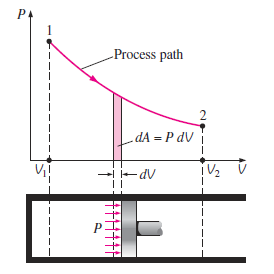 P
1
Process path
2
dA = P dV
V₁
dV
V₂
V
P